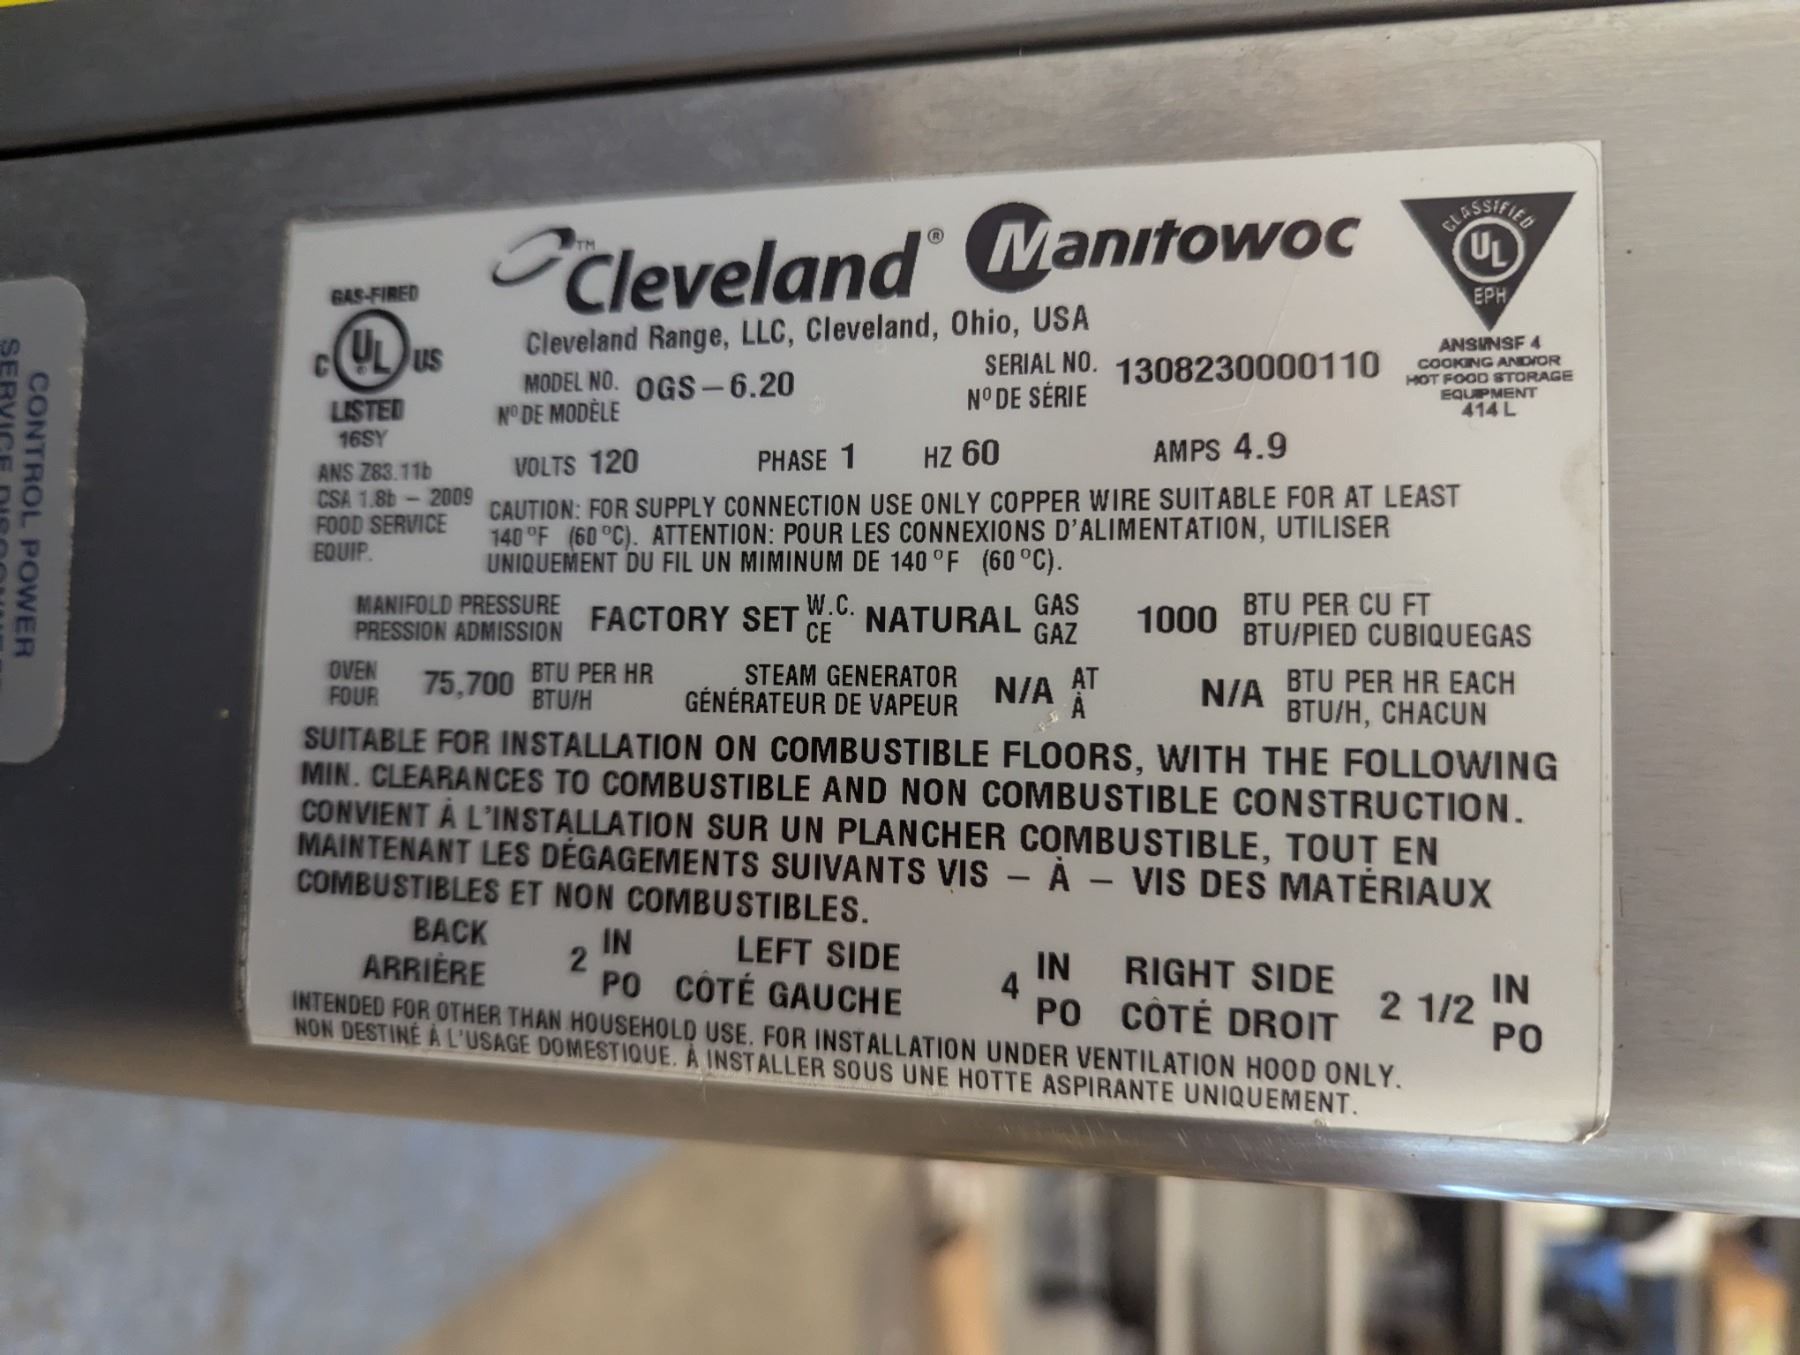 CONTROL POWER
™Cleveland® Manitowoc
Cleveland Range, LLC, Cleveland, Ohio, USA
GAS-FIRED
C UL US
LISTED
16SY
ANS Z83.11b
CSA 1.8b – 2009
FOOD SERVICE
EQUIP.
CLASSIFIED
UL
EPH
ANSI/NSF 4
COOKING AND/OR
HOT FOOD STORAGE
EQUIPMENT
414L
MODEL NO. OGS – 6.20 SERIAL NO. 1308230000110
Nº DE MODÈLE Nº DE SÉRIE
VOLTS 120 PHASE 1 HZ 60 AMPS 4.9
CAUTION: FOR SUPPLY CONNECTION USE ONLY COPPER WIRE SUITABLE FOR AT LEAST
140 °F (60 °C). ATTENTION: POUR LES CONNEXIONS D'ALIMENTATION, UTILISER
UNIQUEMENT DU FIL UN MIMINUM DE 140 °F (60 °C).
MANIFOLD PRESSURE FACTORY SET W.C. NATURAL GAS 1000 BTU PER CU FT
PRESSION ADMISSION CE GAZ BTU/PIED CUBIQUEGAS
OVEN 75,700 BTU PER HR STEAM GENERATOR N/A AT N/A BTU PER HR EACH
FOUR BTU/H GÉNÉRATEUR DE VAPEUR À BTU/H, CHACUN
SUITABLE FOR INSTALLATION ON COMBUSTIBLE FLOORS, WITH THE FOLLOWING
MIN. CLEARANCES TO COMBUSTIBLE AND NON COMBUSTIBLE CONSTRUCTION.
CONVIENT À L'INSTALLATION SUR UN PLANCHER COMBUSTIBLE, TOUT EN
MAINTENANT LES DÉGAGEMENTS SUIVANTS VIS – À – VIS DES MATÉRIAUX
COMBUSTIBLES ET NON COMBUSTIBLES.
BACK 2 IN LEFT SIDE 4 IN RIGHT SIDE 2 1/2 IN
ARRIÈRE PO CÔTÉ GAUCHE PO CÔTÉ DROIT PO
INTENDED FOR OTHER THAN HOUSEHOLD USE. FOR INSTALLATION UNDER VENTILATION HOOD ONLY.
NON DESTINÉ À L'USAGE DOMESTIQUE. À INSTALLER SOUS UNE HOTTE ASPIRANTE UNIQUEMENT.